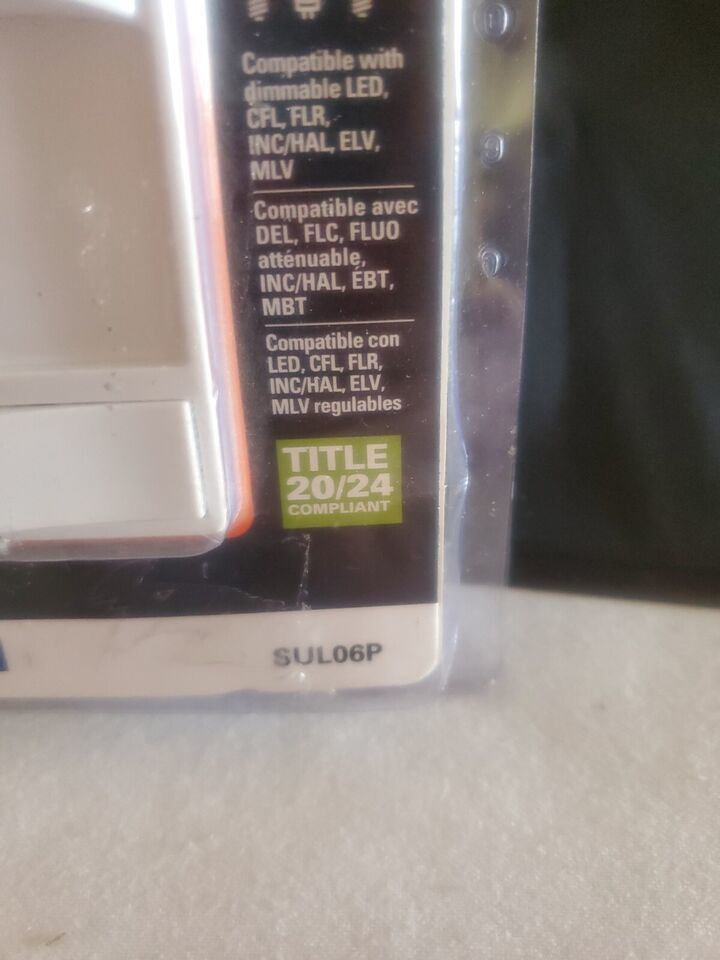 Compatible with
dimmable LED,
CFL, FLR,
INC/HAL, ELV,
MLV
Compatible avec
DEL, FLC, FLUO
atténuable,
INC/HAL, ÉBT,
MBT
Compatible con
LED, CFL, FLR,
INC/HAL, ELV,
MLV regulables
TITLE
20/24
COMPLIANT
SUL06P